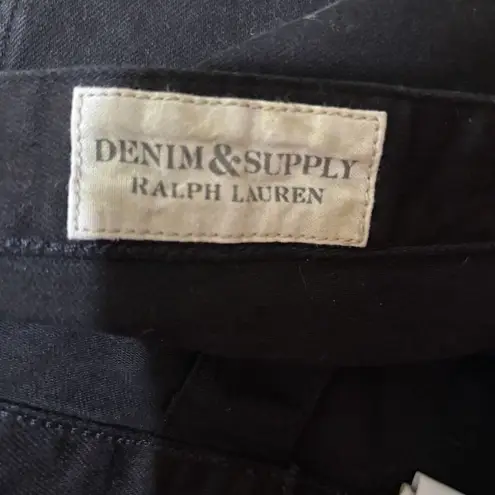 DENIM & SUPPLY
RALPH LAUREN